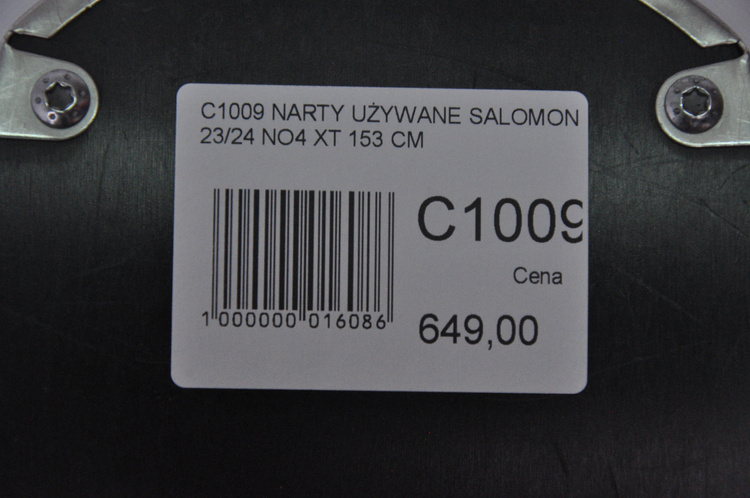 C1009 NARTY UŻYWANE SALOMON
23/24 NO4 XT 153 CM
C1009
Cena
1 000000 016086
649,00